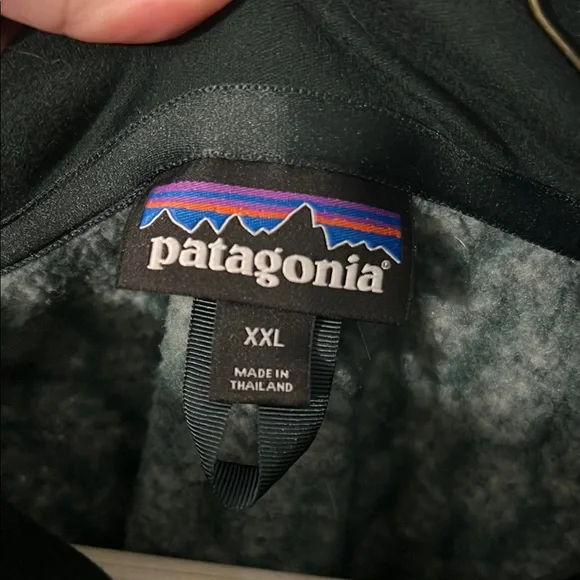 patagonia®
XXL
MADE IN
THAILAND